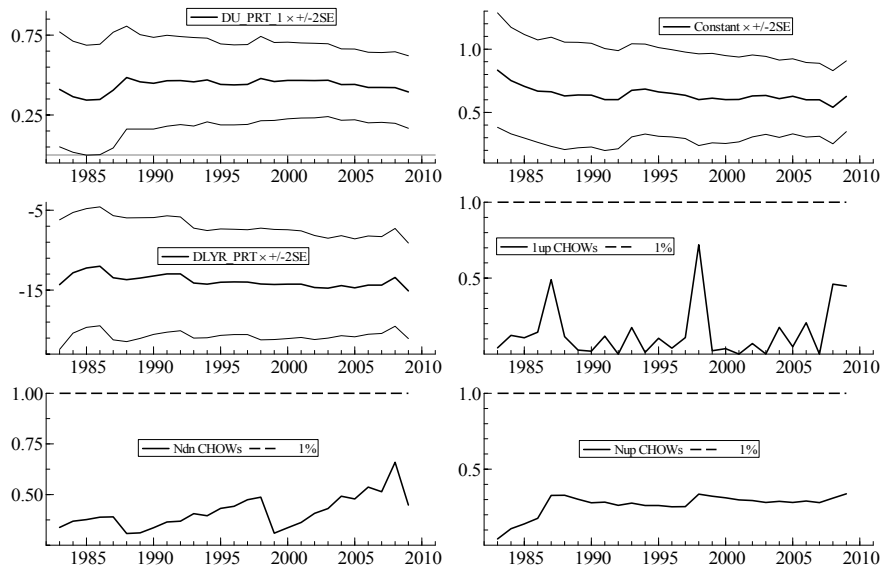 DU_PRT_1 × +/-2SE
0.75
0.25
1985 1990 1995 2000 2005 2010
Constant × +/-2SE
1.0
0.5
1985 1990 1995 2000 2005 2010
DLYR_PRT × +/-2SE
-5
-15
1985 1990 1995 2000 2005 2010
1up CHOWs 1%
1.0
0.5
1985 1990 1995 2000 2005 2010
Ndn CHOWs 1%
1.00
0.75
0.50
1985 1990 1995 2000 2005 2010
Nup CHOWs 1%
1.0
0.5
1985 1990 1995 2000 2005 2010